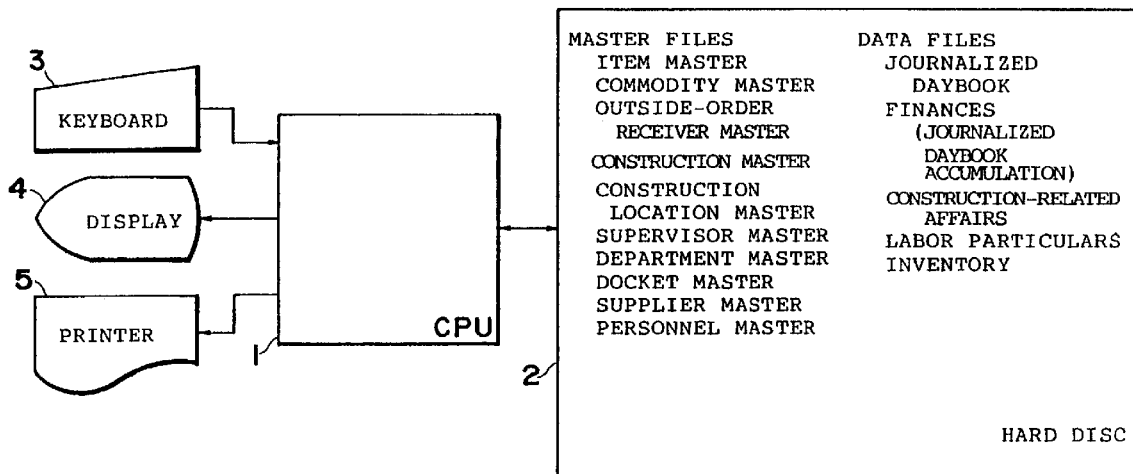 3
KEYBOARD
4
DISPLAY
5
PRINTER
CPU
1
2
MASTER FILES
ITEM MASTER
COMMODITY MASTER
OUTSIDE-ORDER
RECEIVER MASTER
CONSTRUCTION MASTER
CONSTRUCTION
LOCATION MASTER
SUPERVISOR MASTER
DEPARTMENT MASTER
DOCKET MASTER
SUPPLIER MASTER
PERSONNEL MASTER
DATA FILES
JOURNALIZED
DAYBOOK
FINANCES
(JOURNALIZED
DAYBOOK
ACCUMULATION)
CONSTRUCTION-RELATED
AFFAIRS
LABOR PARTICULARS
INVENTORY
HARD DISC